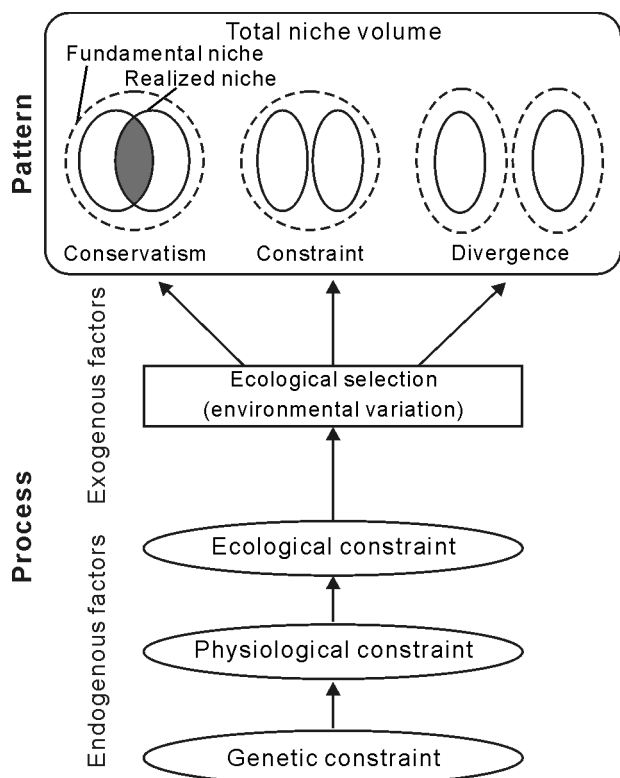 Total niche volume
Fundamental niche
Realized niche
Conservatism
Constraint
Divergence
Pattern
Exogenous factors
Ecological selection
(environmental variation)
Process
Endogenous factors
Ecological constraint
Physiological constraint
Genetic constraint